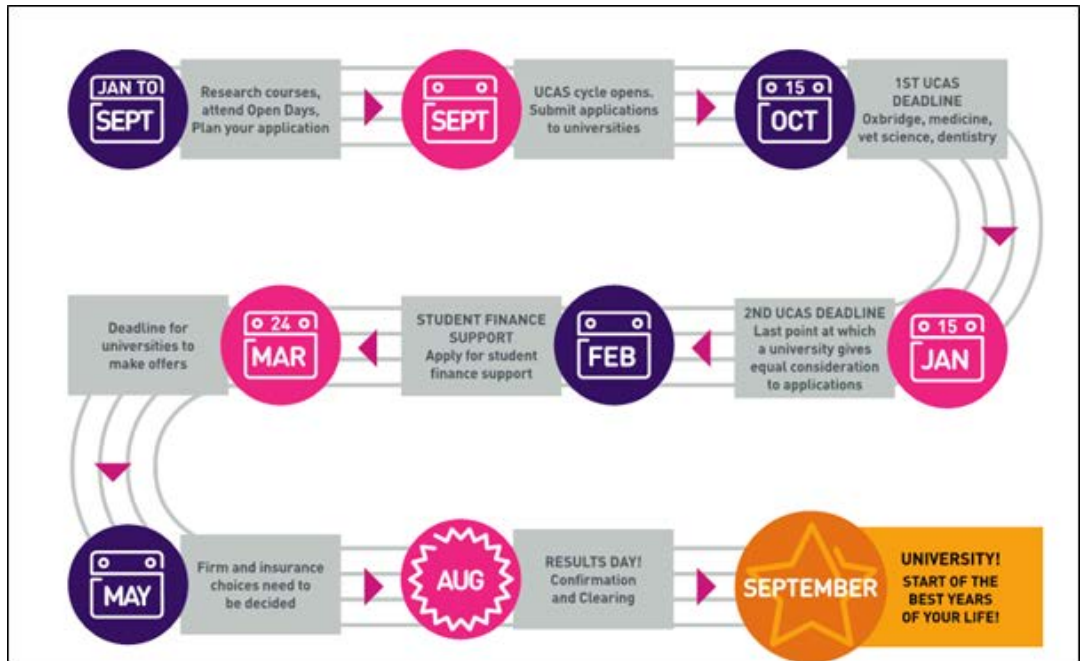 JAN TO
SEPT
Research courses,
attend Open Days,
Plan your application
SEPT
UCAS cycle opens.
Submit applications
to universities
15
OCT
1ST UCAS
DEADLINE
Oxbridge, medicine,
vet science, dentistry
15
JAN
2ND UCAS DEADLINE
Last point at which
a university gives
equal consideration
to applications
FEB
STUDENT FINANCE
SUPPORT
Apply for student
finance support
24
MAR
Deadline for
universities to
make offers
MAY
Firm and insurance
choices need to
be decided
AUG
RESULTS DAY!
Confirmation
and Clearing
SEPTEMBER
UNIVERSITY!
START OF THE
BEST YEARS
OF YOUR LIFE!